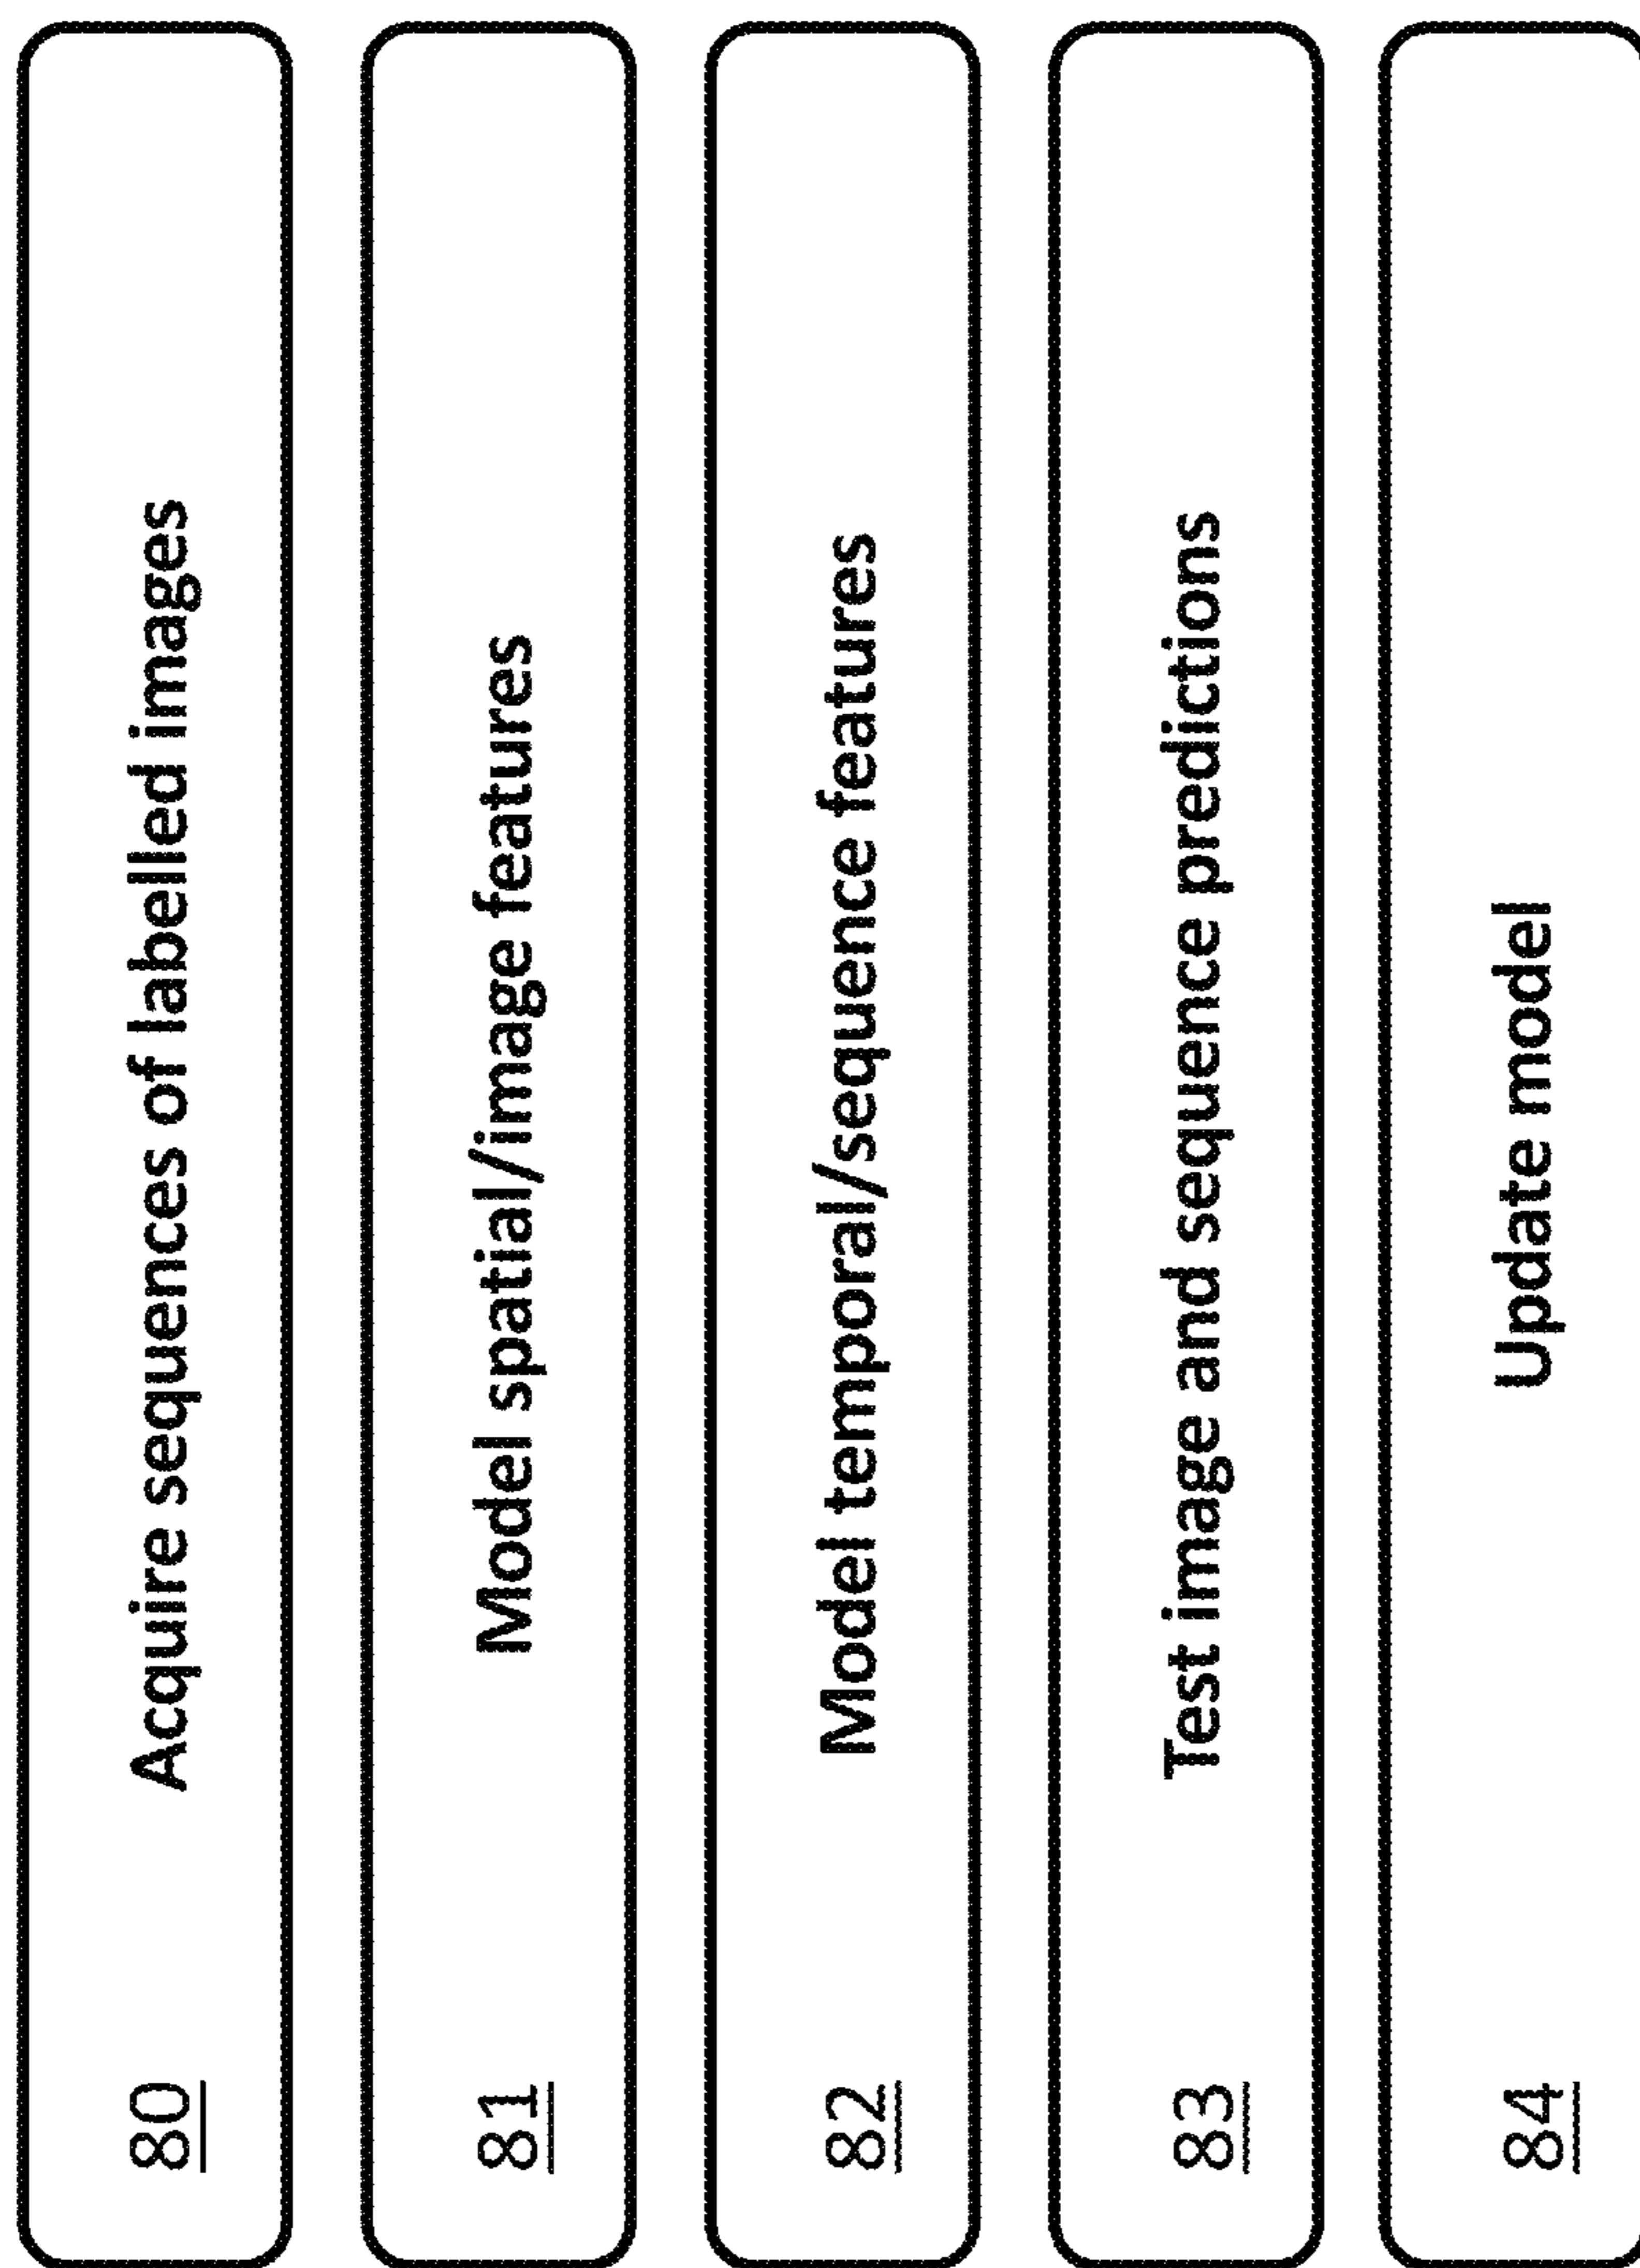 80 Acquire sequences of labelled images
81 Model spatial/image features
82 Model temporal/sequence features
83 Test image and sequence predictions
84 Update model